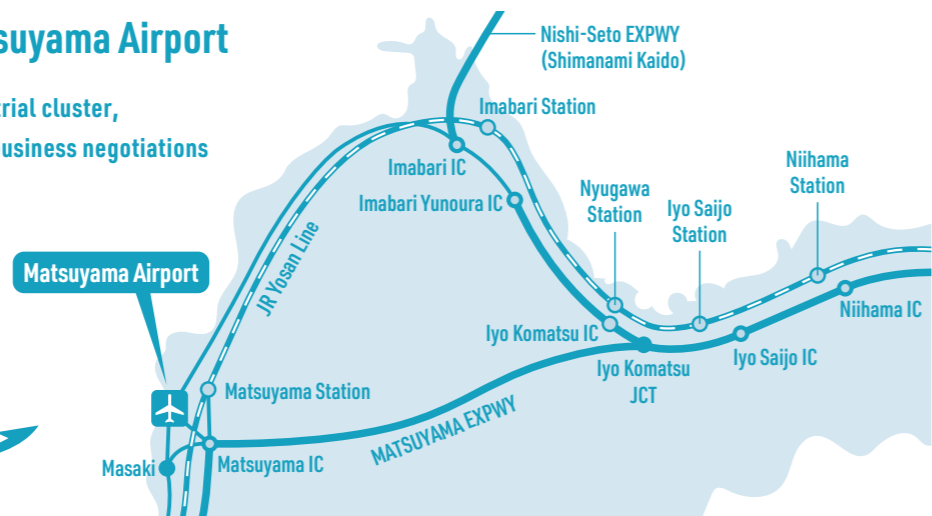 suyama Airport
trial cluster,
usiness negotiations
Nishi-Seto EXPWY
(Shimanami Kaido)
Imabari Station
Imabari IC
Imabari Yunoura IC
Nyugawa
Station
Iyo Saijo
Station
Niihama
Station
Matsuyama Airport
JR Yosan Line
Iyo Komatsu IC
Iyo Komatsu
JCT
Iyo Saijo IC
Niihama IC
Matsuyama Station
MATSUYAMA EXPWY
Masaki
Matsuyama IC